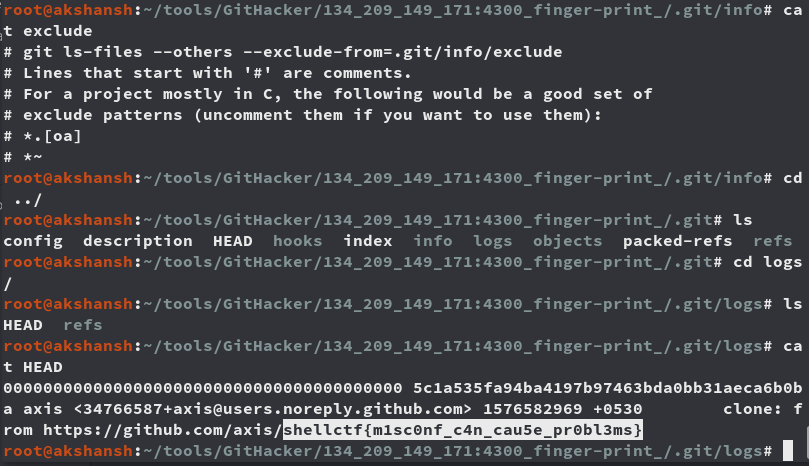 root@akshansh:~/tools/GitHacker/134_209_149_171:4300_finger-print_/.git/info# ca
t exclude
# git ls-files --others --exclude-from=.git/info/exclude
# Lines that start with '#' are comments.
# For a project mostly in C, the following would be a good set of
# exclude patterns (uncomment them if you want to use them):
# *.[oa]
# *~
root@akshansh:~/tools/GitHacker/134_209_149_171:4300_finger-print_/.git/info# cd
 ../
root@akshansh:~/tools/GitHacker/134_209_149_171:4300_finger-print_/.git# ls
config  description  HEAD  hooks  index  info  logs  objects  packed-refs  refs
root@akshansh:~/tools/GitHacker/134_209_149_171:4300_finger-print_/.git# cd logs
/
root@akshansh:~/tools/GitHacker/134_209_149_171:4300_finger-print_/.git/logs# ls
HEAD  refs
root@akshansh:~/tools/GitHacker/134_209_149_171:4300_finger-print_/.git/logs# ca
t HEAD
0000000000000000000000000000000000000000 5c1a535fa94ba4197b97463bda0bb31aeca6b0b
a axis <34766587+axis@users.noreply.github.com> 1576582969 +0530        clone: f
rom https://github.com/axis/shellctf{m1sc0nf_c4n_cau5e_pr0bl3ms}
root@akshansh:~/tools/GitHacker/134_209_149_171:4300_finger-print_/.git/logs#